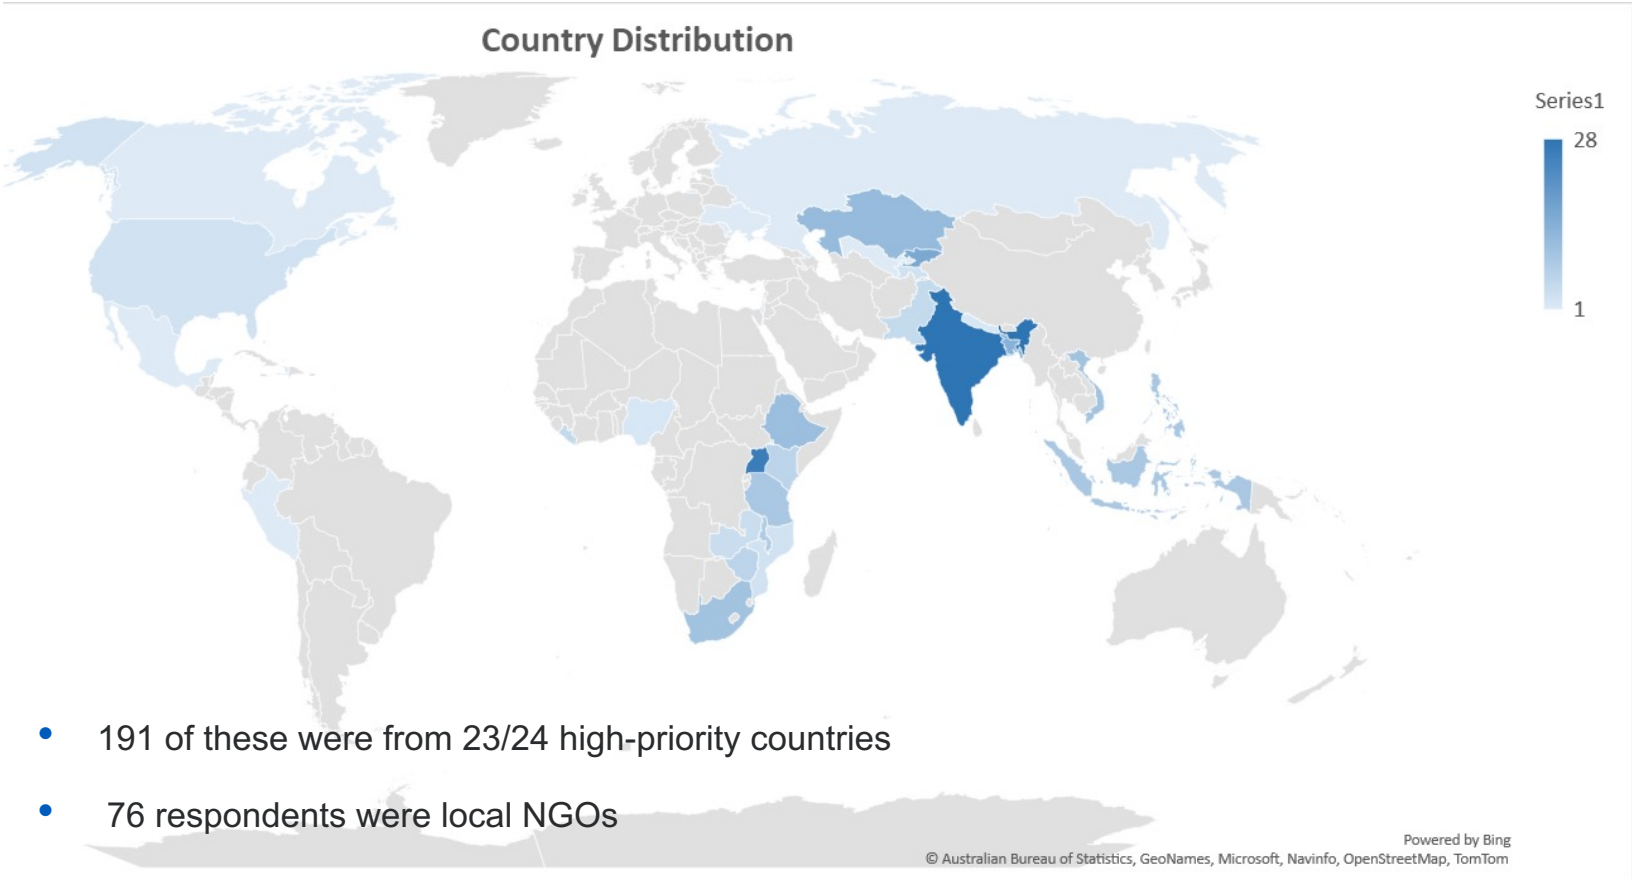 Country Distribution
Series1
28
1
• 191 of these were from 23/24 high-priority countries
• 76 respondents were local NGOs
Powered by Bing
© Australian Bureau of Statistics, GeoNames, Microsoft, Navinfo, OpenStreetMap, TomTom